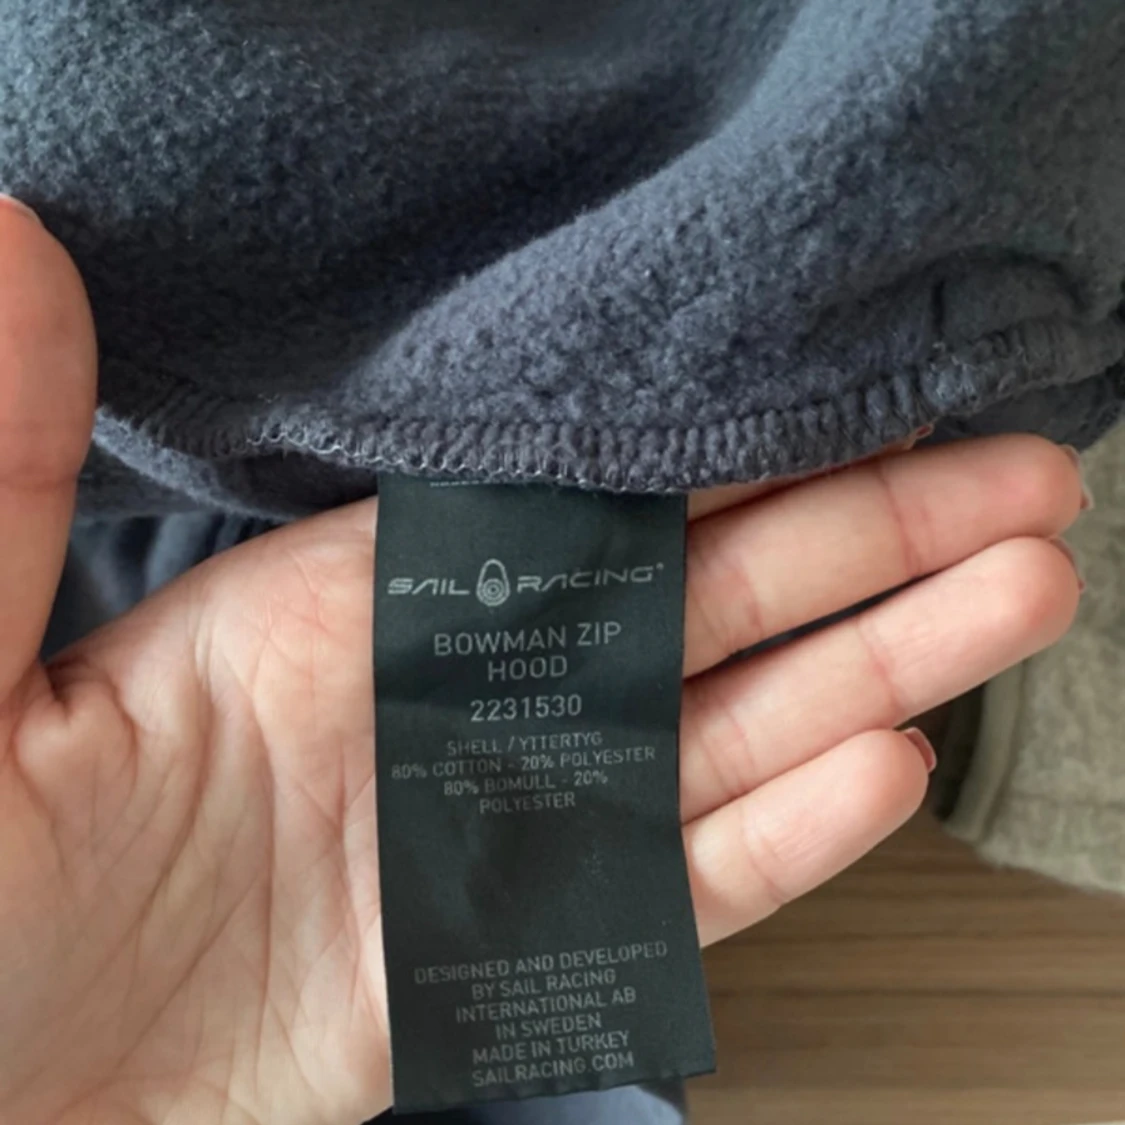 SAIL RACING®
BOWMAN ZIP
HOOD
2231530
SHELL / YTTERTYG
80% COTTON - 20% POLYESTER
80% BOMULL - 20%
POLYESTER
DESIGNED AND DEVELOPED
BY SAIL RACING
INTERNATIONAL AB
IN SWEDEN
MADE IN TURKEY
SAILRACING.COM